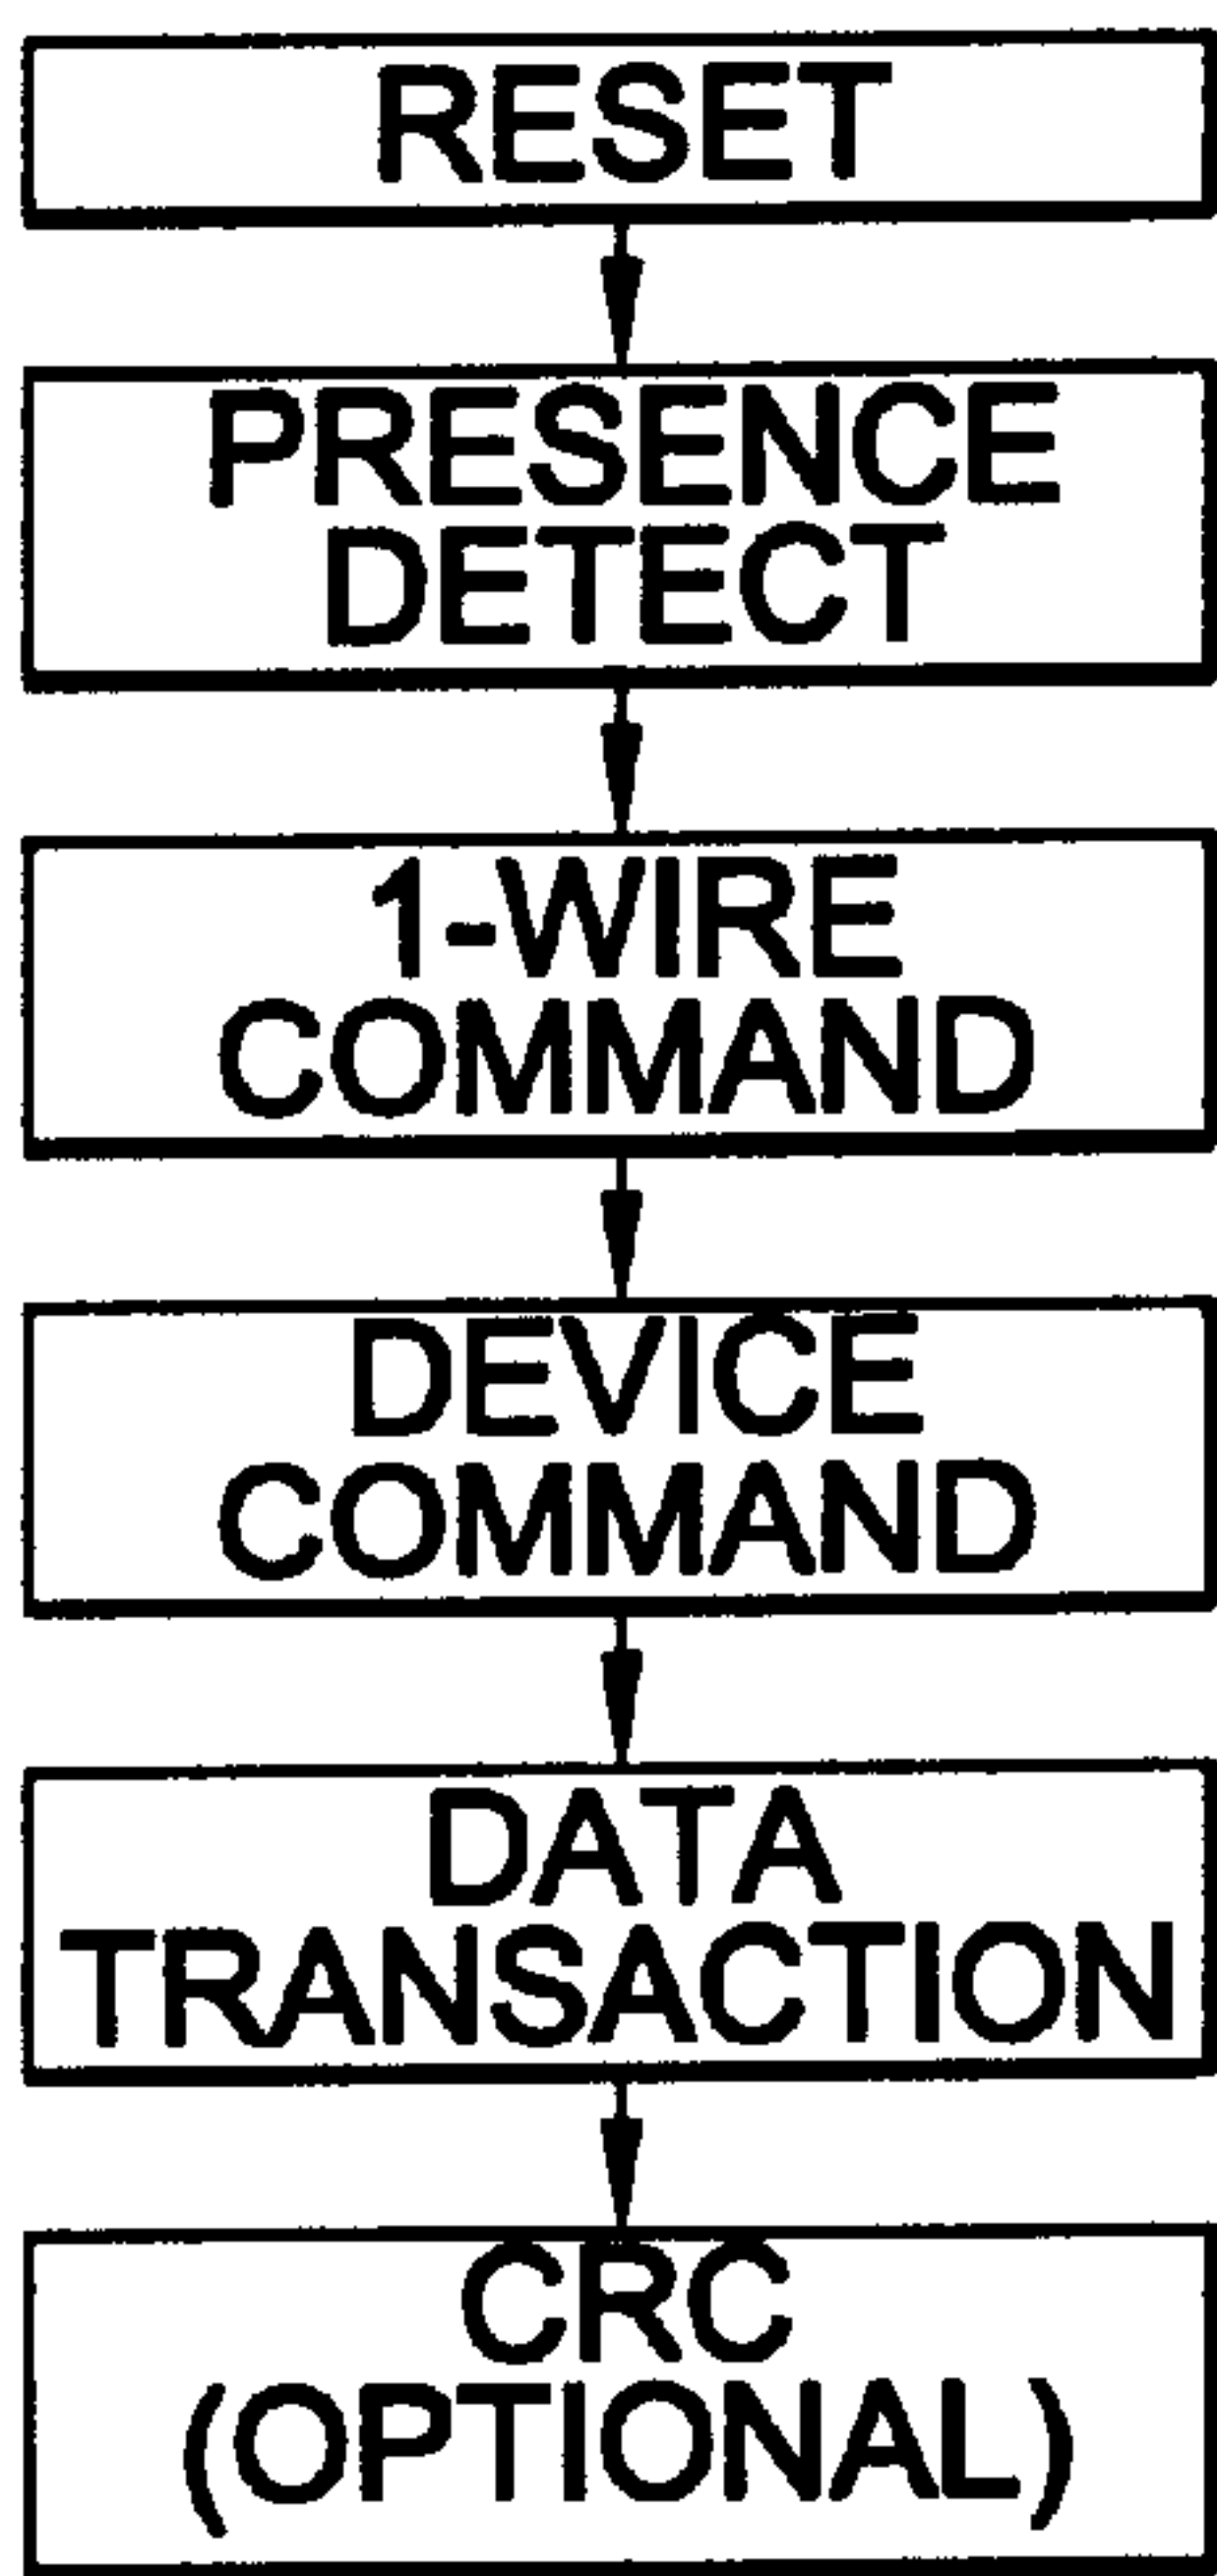 RESET
PRESENCE
DETECT
1-WIRE
COMMAND
DEVICE
COMMAND
DATA
TRANSACTION
CRC
(OPTIONAL)